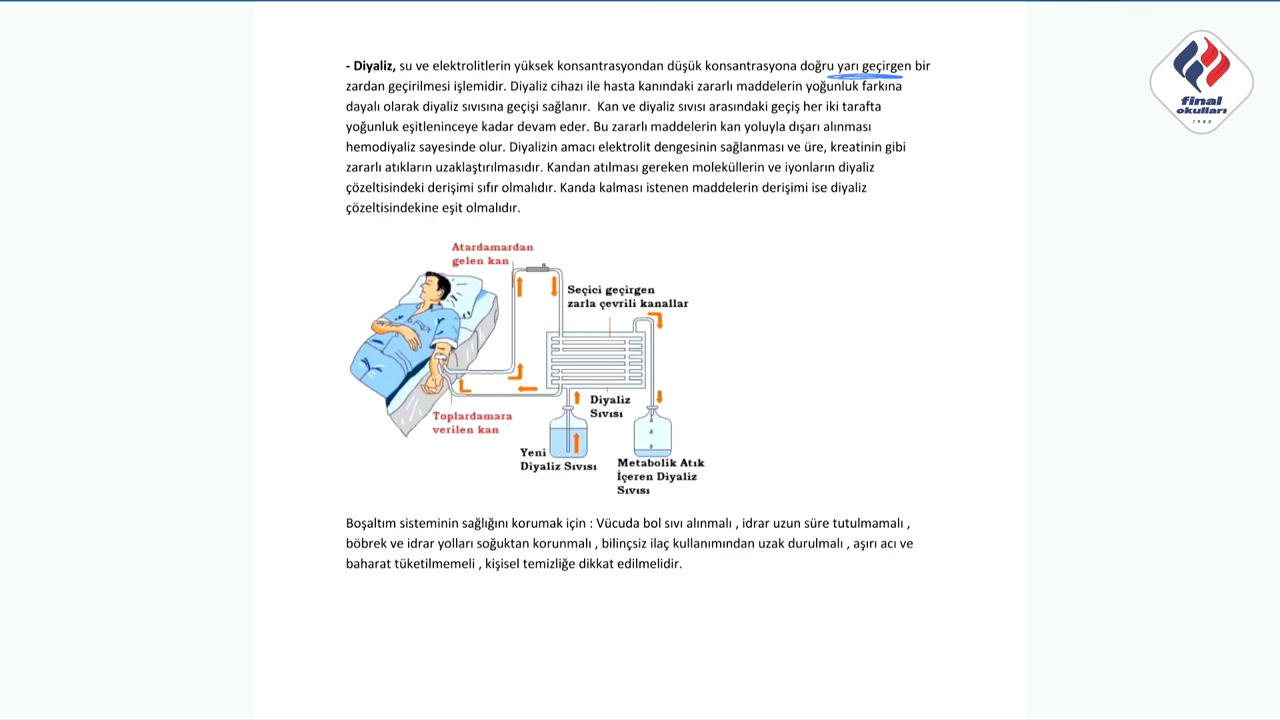 - Diyaliz, su ve elektrolitlerin yüksek konsantrasyondan düşük konsantrasyona doğru yarı geçirgen bir
zardan geçirilmesi işlemidir. Diyaliz cihazı ile hasta kanındaki zararlı maddelerin yoğunluk farkına
dayalı olarak diyaliz sıvısına geçişi sağlanır. Kan ve diyaliz sıvısı arasındaki geçiş her iki tarafta
yoğunluk eşitleninceye kadar devam eder. Bu zararlı maddelerin kan yoluyla dışarı alınması
hemodiyaliz sayesinde olur. Diyalizin amacı elektrolit dengesinin sağlanması ve üre, kreatinin gibi
zararlı atıkların uzaklaştırılmasıdır. Kandan atılması gereken moleküllerin ve iyonların diyaliz
çözeltisindeki derişimi sıfır olmalıdır. Kanda kalması istenen maddelerin derişimi ise diyaliz
çözeltisindekine eşit olmalıdır.
Atardamardan
gelen kan
Seçici geçirgen
zarla çevrili kanallar
Diyaliz
Sıvısı
Toplardamara
verilen kan
Yeni
Diyaliz Sıvısı
Metabolik Atık
İçeren Diyaliz
Sıvısı
Boşaltım sisteminin sağlığını korumak için : Vücuda bol sıvı alınmalı , idrar uzun süre tutulmamalı ,
böbrek ve idrar yolları soğuktan korunmalı , bilinçsiz ilaç kullanımından uzak durulmalı , aşırı acı ve
baharat tüketilmemeli , kişisel temizliğe dikkat edilmelidir.
final
okulları
1980